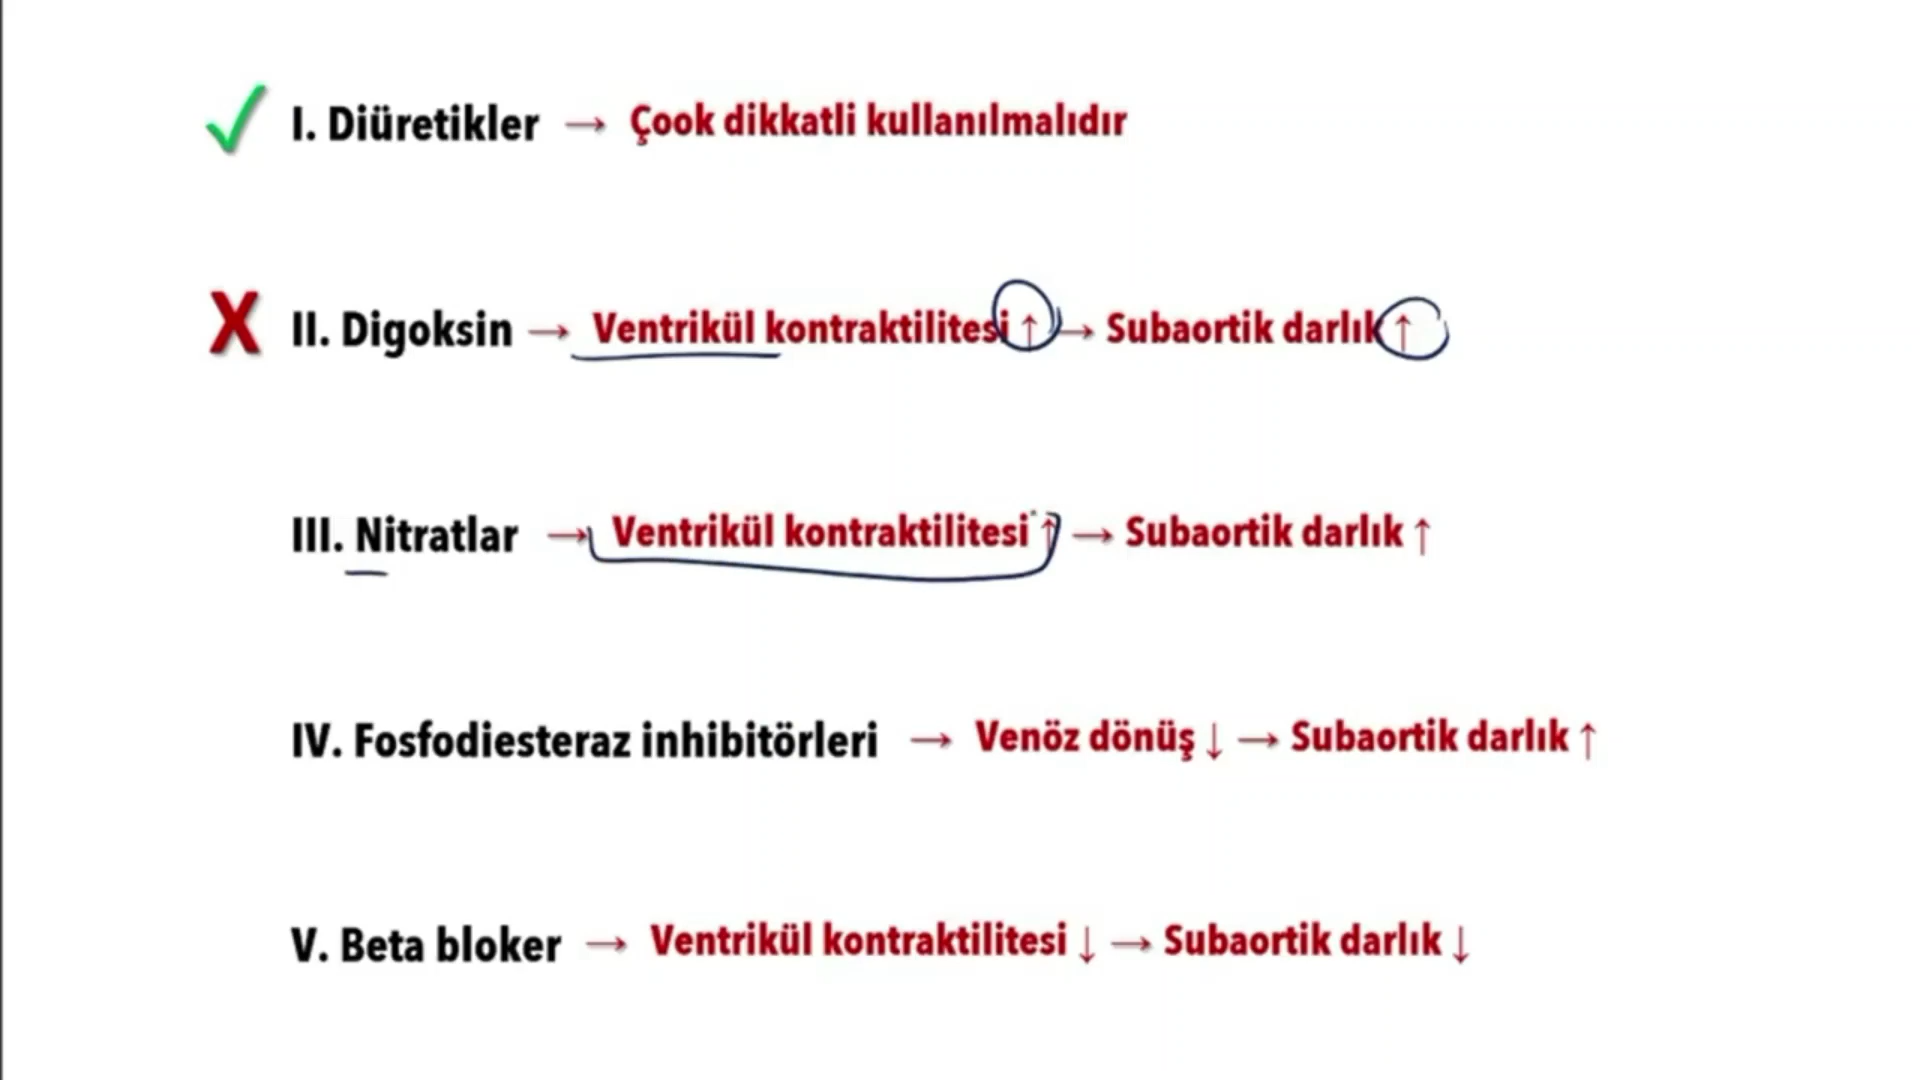 I. Diüretikler → Çook dikkatli kullanılmalıdır
X II. Digoksin → Ventrikül kontraktilitesi ↑ → Subaortik darlık ↑
III. Nitratlar → Ventrikül kontraktilitesi ↑ → Subaortik darlık ↑
IV. Fosfodiesteraz inhibitörleri → Venöz dönüş ↓ → Subaortik darlık ↑
V. Beta bloker → Ventrikül kontraktilitesi ↓ → Subaortik darlık ↓